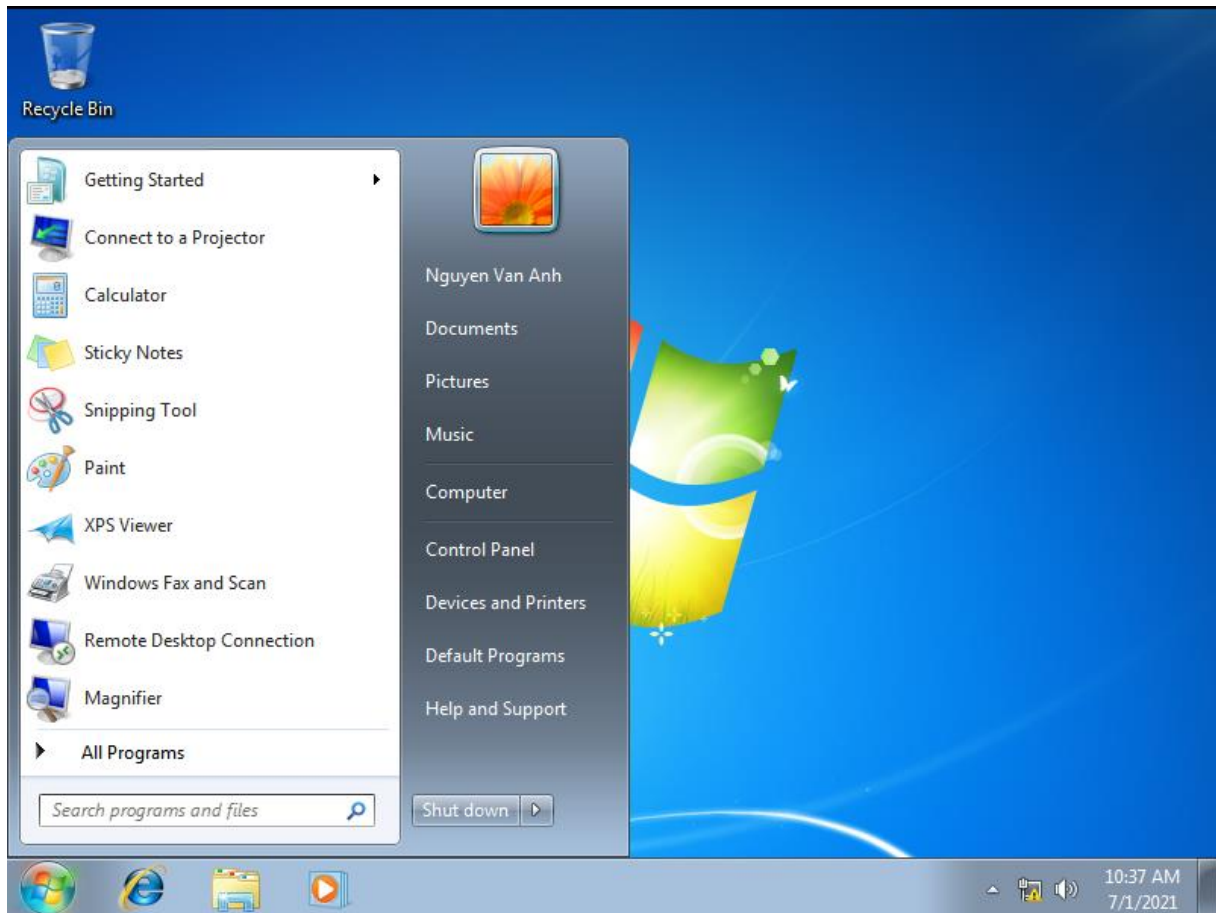 Recycle Bin
Getting Started
Connect to a Projector
Calculator
Sticky Notes
Snipping Tool
Paint
XPS Viewer
Windows Fax and Scan
Remote Desktop Connection
Magnifier
All Programs
Search programs and files
Nguyen Van Anh
Documents
Pictures
Music
Computer
Control Panel
Devices and Printers
Default Programs
Help and Support
Shut down
10:37 AM
7/1/2021